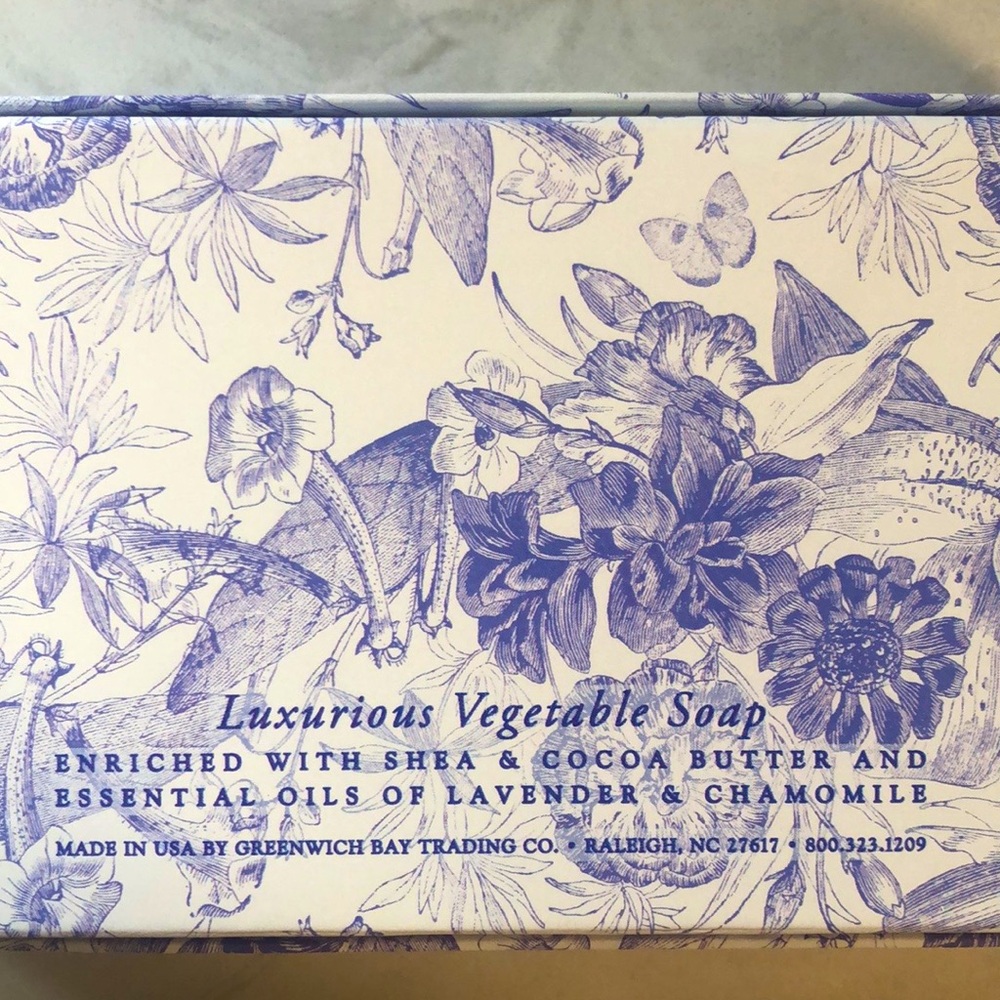 Luxurious Vegetable Soap
ENRICHED WITH SHEA & COCOA BUTTER AND
ESSENTIAL OILS OF LAVENDER & CHAMOMILE
MADE IN USA BY GREENWICH BAY TRADING CO. • RALEIGH, NC 27617 • 800.323.1209